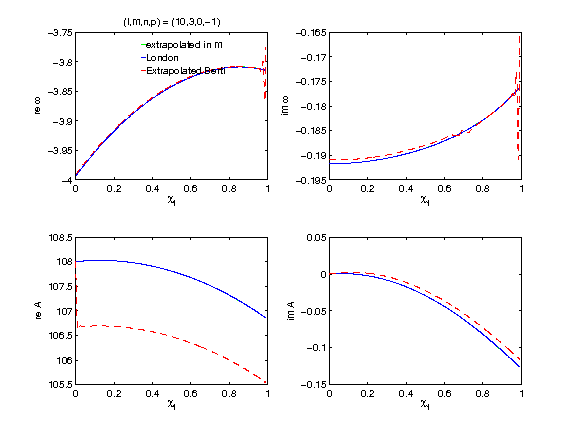 (l,m,n,p) = (10,3,0,−1)
extrapolated in m
London
Extrapolated Berti
re ω
−3.75
−3.8
−3.85
−3.9
−3.95
−4
0 0.2 0.4 0.6 0.8 1
χf
im ω
−0.165
−0.17
−0.175
−0.18
−0.185
−0.19
−0.195
0 0.2 0.4 0.6 0.8 1
χf
re A
108.5
108
107.5
107
106.5
106
105.5
0 0.2 0.4 0.6 0.8 1
χf
im A
0.05
0
−0.05
−0.1
−0.15
0 0.2 0.4 0.6 0.8 1
χf